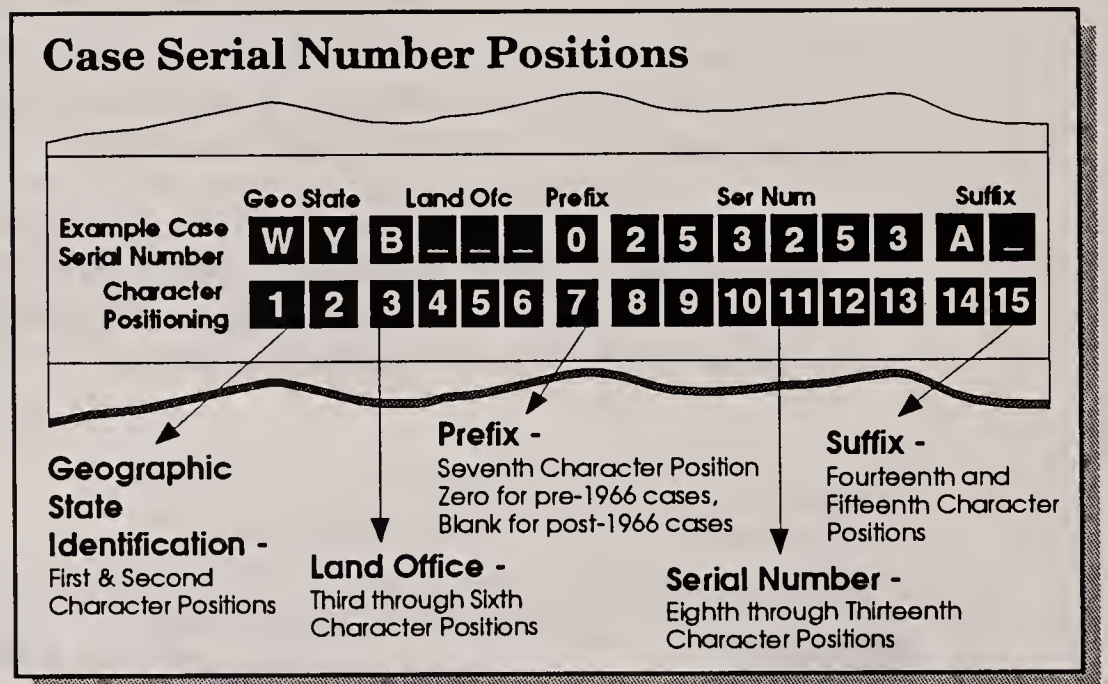 Case Serial Number Positions
Geo State Land Ofc Prefix Ser Num Suffix
Example Case
Serial Number
W Y B _ _ _ 0 2 5 3 2 5 3 A _
Character
Positioning
1 2 3 4 5 6 7 8 9 10 11 12 13 14 15
Geographic
State
Identification -
First & Second
Character Positions
Land Office -
Third through Sixth
Character Positions
Prefix -
Seventh Character Position
Zero for pre-1966 cases,
Blank for post-1966 cases
Serial Number -
Eighth through Thirteenth
Character Positions
Suffix -
Fourteenth and
Fifteenth Character
Positions